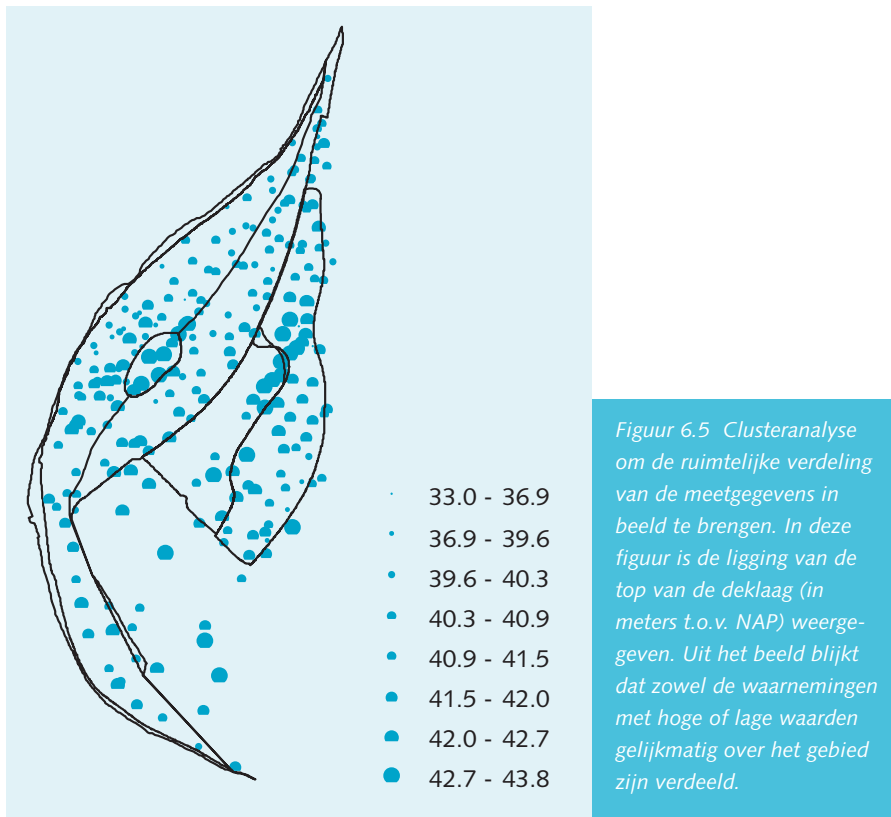 33.0 - 36.9
36.9 - 39.6
39.6 - 40.3
40.3 - 40.9
40.9 - 41.5
41.5 - 42.0
42.0 - 42.7
42.7 - 43.8
Figuur 6.5 Clusteranalyse
om de ruimtelijke verdeling
van de meetgegevens in
beeld te brengen. In deze
figuur is de ligging van de
top van de deklaag (in
meters t.o.v. NAP) weerge-
geven. Uit het beeld blijkt
dat zowel de waarnemingen
met hoge of lage waarden
gelijkmatig over het gebied
zijn verdeeld.